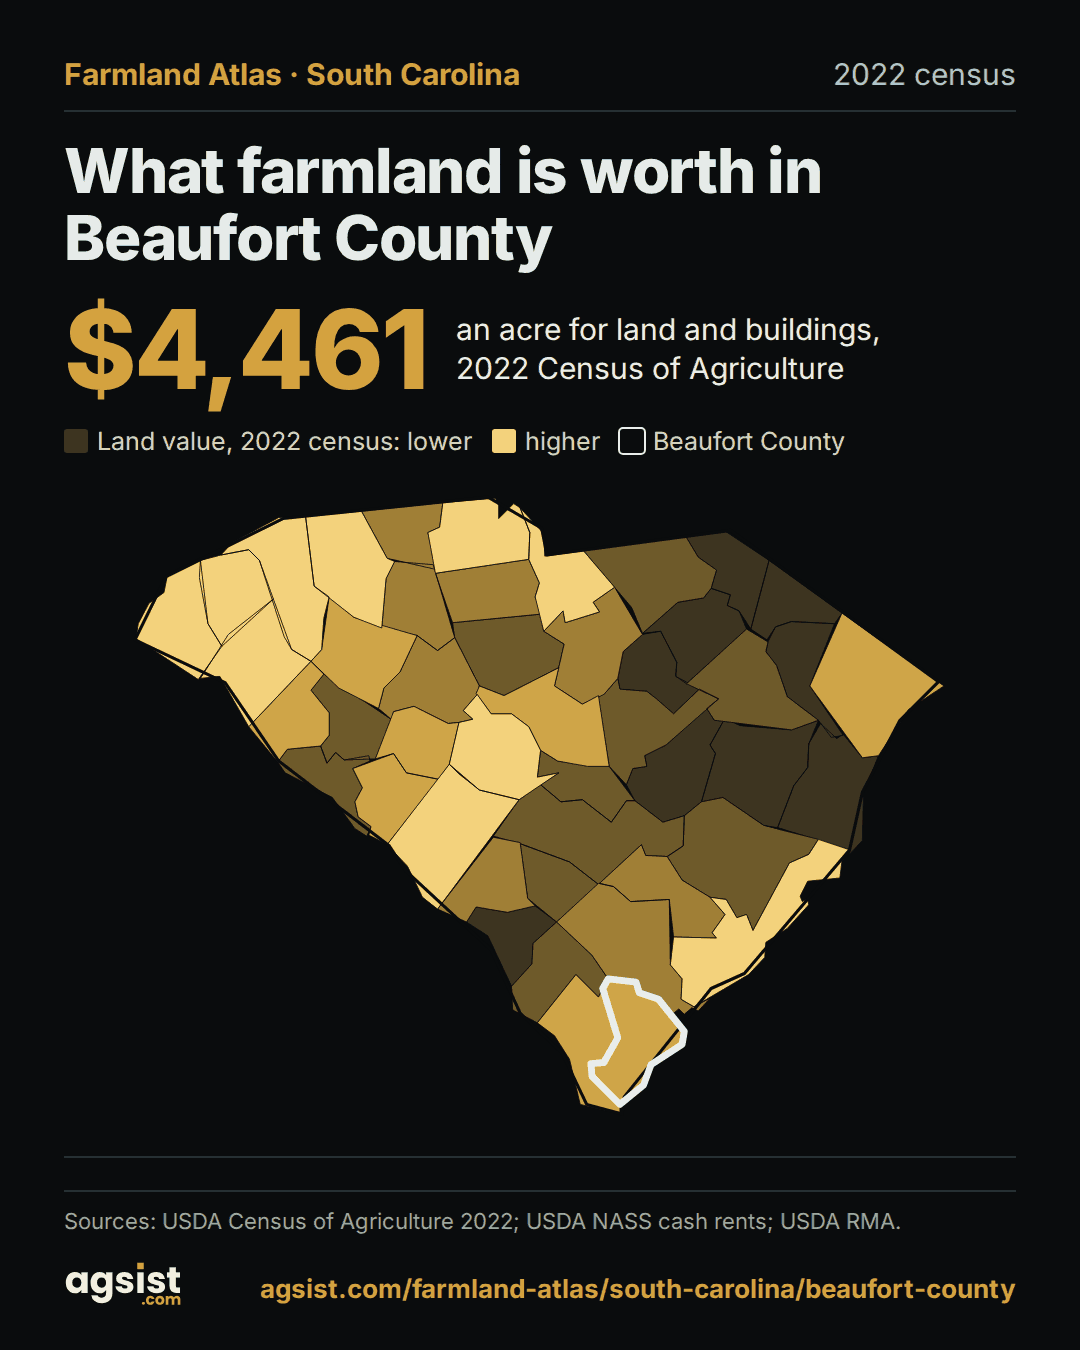 Farmland Atlas · South Carolina
2022 census
What farmland is worth in
Beaufort County
$4,461
an acre for land and buildings,
2022 Census of Agriculture
Land value, 2022 census: lower
higher
Beaufort County
Sources: USDA Census of Agriculture 2022; USDA NASS cash rents; USDA RMA.
agsist
.com
agsist.com/farmland-atlas/south-carolina/beaufort-county